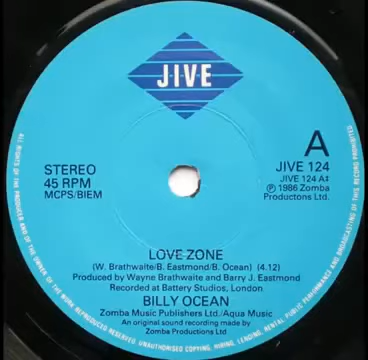 JIVE
A
STEREO
45 RPM
MCPS/BIEM
JIVE 124
JIVE 124 A1
℗ 1986 Zomba
Productons Ltd.
LOVE ZONE
(W. Brathwaite/B. Eastmond/B. Ocean) (4.12)
Produced by Wayne Brathwaite and Barry J. Eastmond
Recorded at Battery Studios, London
BILLY OCEAN
Zomba Music Publishers Ltd./Aqua Music
An original sound recording made by
Zomba Productions Ltd
ALL RIGHTS OF THE PRODUCER AND OF THE OWNER OF THE WORK REPRODUCED RESERVED UNAUTHORISED COPYING, HIRING, LENDING, RENTAL, PUBLIC PERFORMANCE AND BROADCASTING OF THIS RECORD PROHIBITED